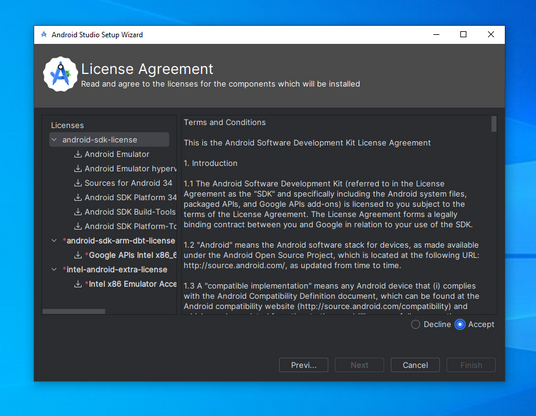 Android Studio Setup Wizard
License Agreement
Read and agree to the licenses for the components which will be installed
Licenses
android-sdk-license
Android Emulator
Android Emulator hyperv
Sources for Android 34
Android SDK Platform 34
Android SDK Build-Tools
Android SDK Platform-To
*android-sdk-arm-dbt-license
*Google APIs Intel x86_6
*intel-android-extra-license
*Intel x86 Emulator Acce
Terms and Conditions
This is the Android Software Development Kit License Agreement
1. Introduction
1.1 The Android Software Development Kit (referred to in the License
Agreement as the "SDK" and specifically including the Android system files,
packaged APIs, and Google APIs add-ons) is licensed to you subject to the
terms of the License Agreement. The License Agreement forms a legally
binding contract between you and Google in relation to your use of the SDK.
1.2 "Android" means the Android software stack for devices, as made available
under the Android Open Source Project, which is located at the following URL:
http://source.android.com/, as updated from time to time.
1.3 A "compatible implementation" means any Android device that (i) complies
with the Android Compatibility Definition document, which can be found at the
Android compatibility website (http://source.android.com/compatibility) and
Decline
Accept
Previ...
Next
Cancel
Finish